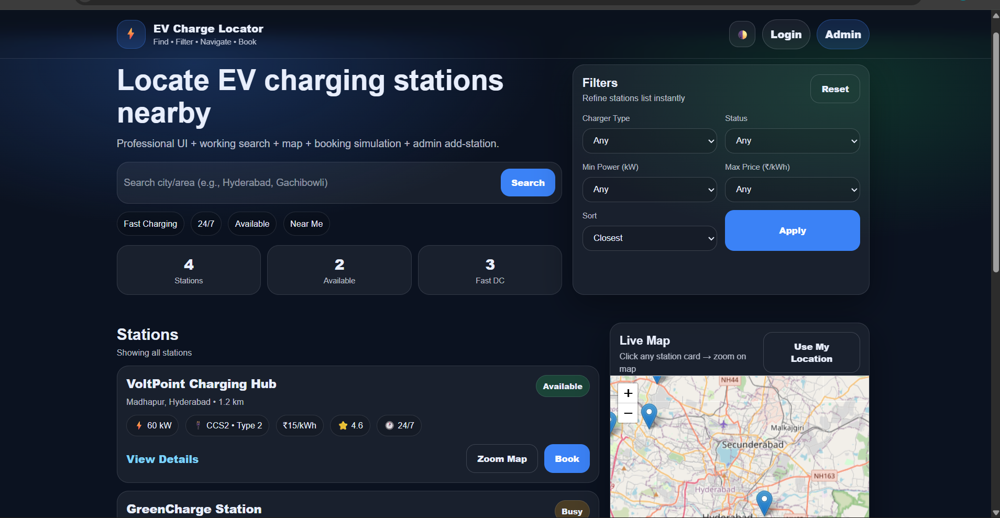 EV Charge Locator
Find • Filter • Navigate • Book
Login
Admin
Locate EV charging stations
nearby
Professional UI + working search + map + booking simulation + admin add-station.
Search city/area (e.g., Hyderabad, Gachibowli)
Search
Fast Charging
24/7
Available
Near Me
4
Stations
2
Available
3
Fast DC
Filters
Refine stations list instantly
Reset
Charger Type
Any
Status
Any
Min Power (kW)
Any
Max Price (₹/kWh)
Any
Sort
Closest
Apply
Stations
Showing all stations
VoltPoint Charging Hub
Available
Madhapur, Hyderabad • 1.2 km
60 kW
CCS2 • Type 2
₹15/kWh
4.6
24/7
View Details
Zoom Map
Book
GreenCharge Station
Busy
Live Map
Click any station card → zoom on
map
Use My
Location
+
−
NH44
Malkajgiri
Secunderabad
NH163
Hyderabad
Hyderabad